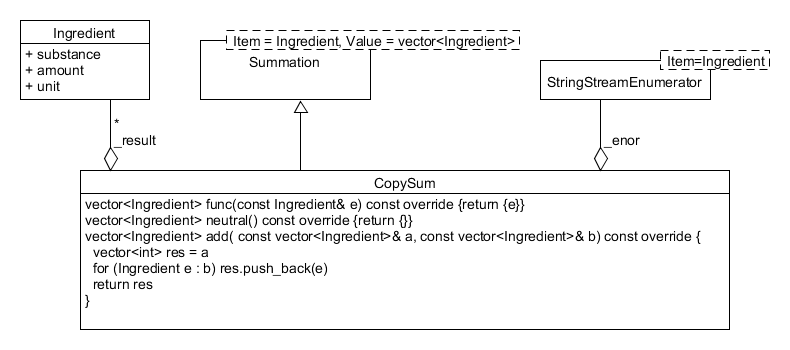 Ingredient
+ substance
+ amount
+ unit
Item = Ingredient, Value = vector<Ingredient>
Summation
Item=Ingredient
StringStreamEnumerator
*
_result
_enor
CopySum
vector<Ingredient> func(const Ingredient& e) const override {return {e}}
vector<Ingredient> neutral() const override {return {}}
vector<Ingredient> add( const vector<Ingredient>& a, const vector<Ingredient>& b) const override {
vector<int> res = a
for (Ingredient e : b) res.push_back(e)
return res
}